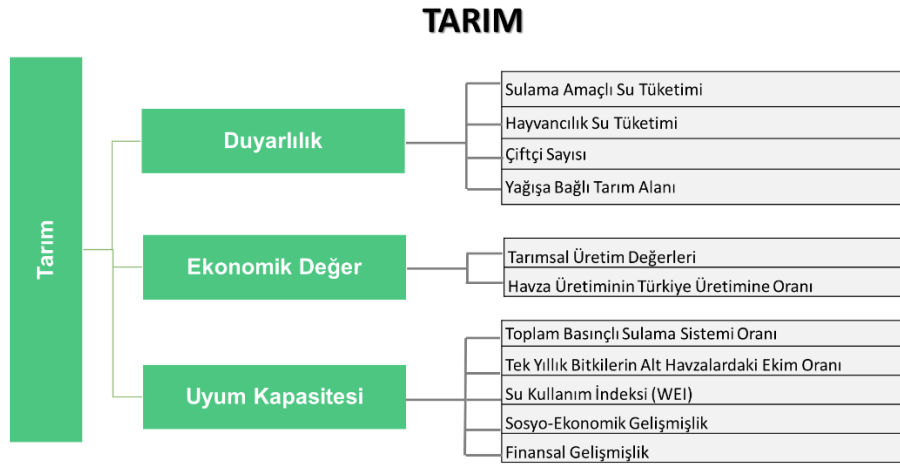 TARIM
Tarım
Duyarlılık
Sulama Amaçlı Su Tüketimi
Hayvancılık Su Tüketimi
Çiftçi Sayısı
Yağışa Bağlı Tarım Alanı
Ekonomik Değer
Tarımsal Üretim Değerleri
Havza Üretiminin Türkiye Üretimine Oranı
Uyum Kapasitesi
Toplam Basınçlı Sulama Sistemi Oranı
Tek Yıllık Bitkilerin Alt Havzalardaki Ekim Oranı
Su Kullanım İndeksi (WEI)
Sosyo-Ekonomik Gelişmişlik
Finansal Gelişmişlik